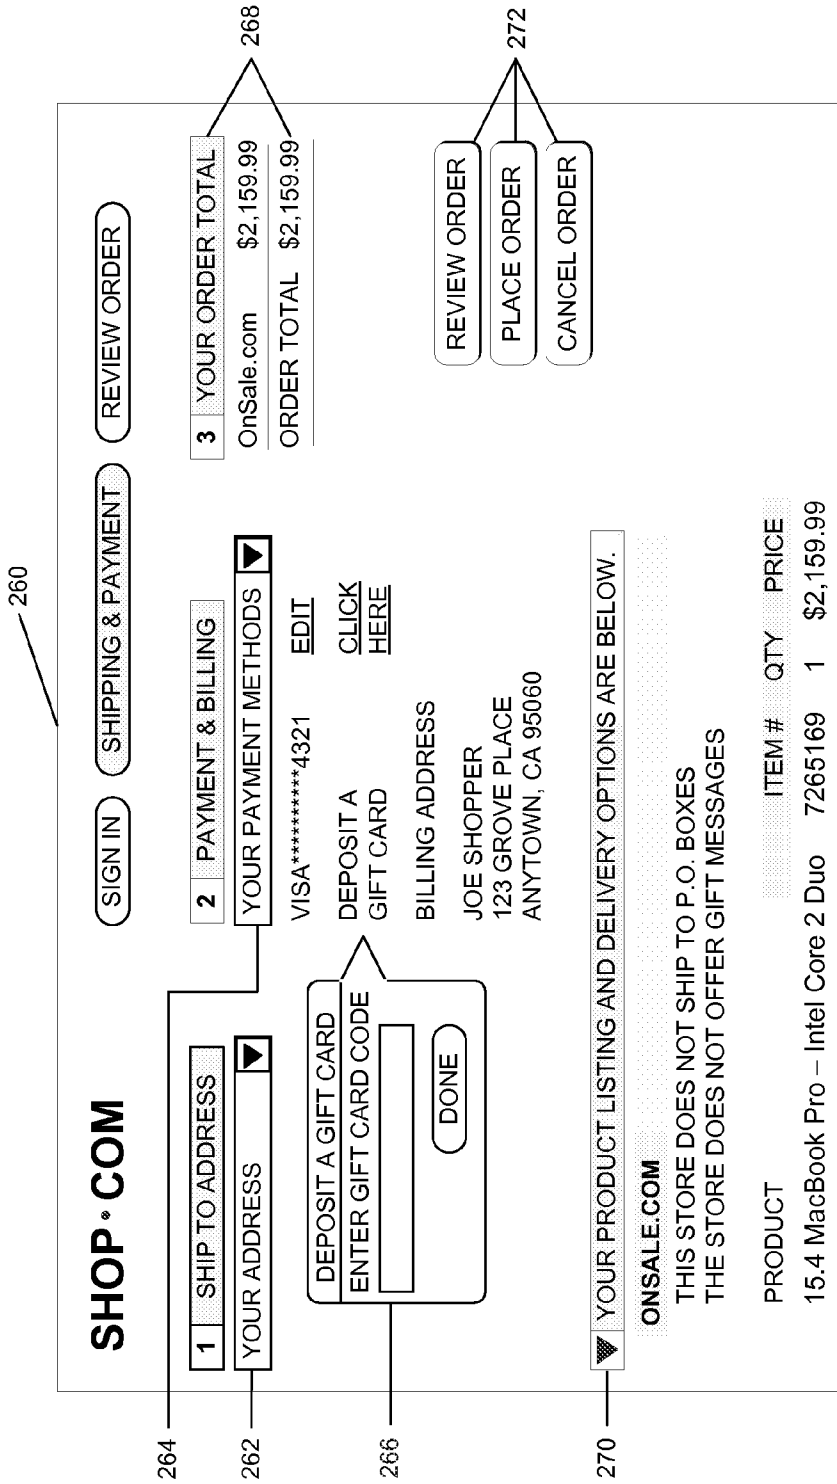 260
SHOP•COM
SIGN IN
SHIPPING & PAYMENT
REVIEW ORDER
264
262
1 SHIP TO ADDRESS
YOUR ADDRESS
2 PAYMENT & BILLING
YOUR PAYMENT METHODS
VISA**********4321 EDIT
DEPOSIT A
GIFT CARD
CLICK
HERE
BILLING ADDRESS
JOE SHOPPER
123 GROVE PLACE
ANYTOWN, CA 95060
3 YOUR ORDER TOTAL
OnSale.com $2,159.99
ORDER TOTAL $2,159.99
268
266
DEPOSIT A GIFT CARD
ENTER GIFT CARD CODE
DONE
REVIEW ORDER
PLACE ORDER
CANCEL ORDER
272
270
YOUR PRODUCT LISTING AND DELIVERY OPTIONS ARE BELOW.
ONSALE.COM
THIS STORE DOES NOT SHIP TO P.O. BOXES
THE STORE DOES NOT OFFER GIFT MESSAGES
PRODUCT ITEM # QTY PRICE
15.4 MacBook Pro – Intel Core 2 Duo 7265169 1 $2,159.99